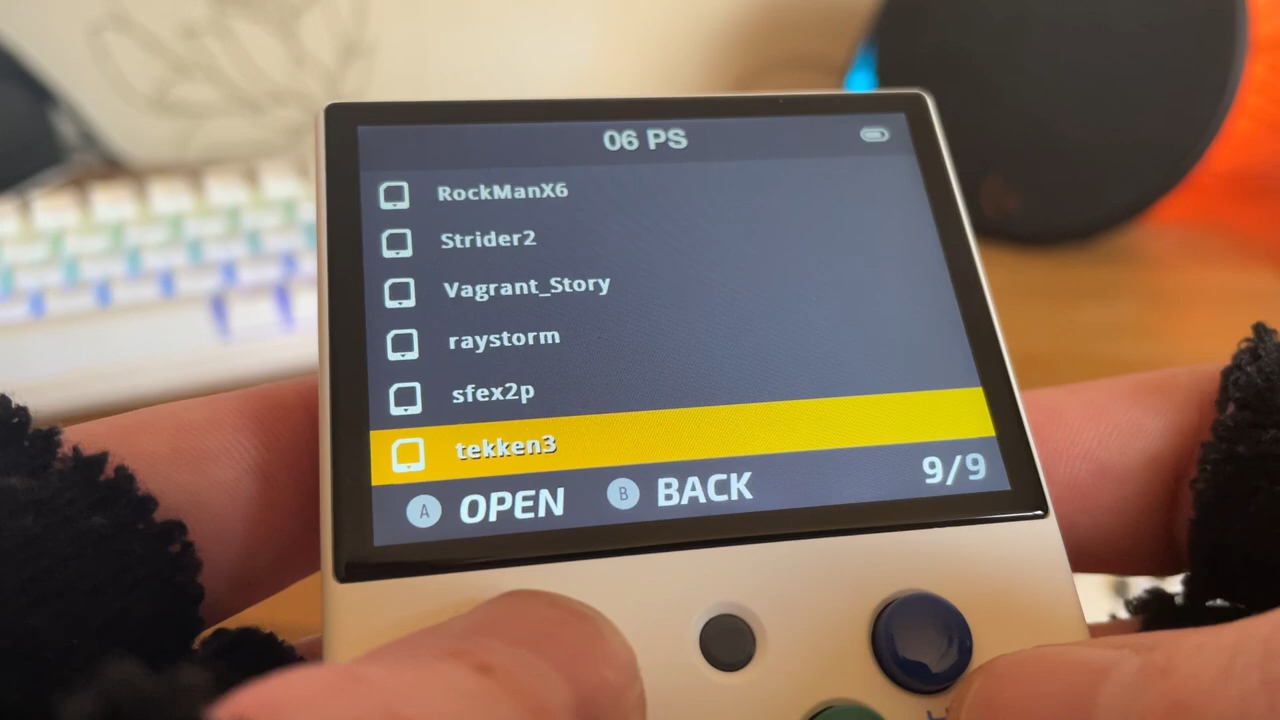 06 PS
RockManX6
Strider2
Vagrant_Story
raystorm
sfex2p
tekken3
A OPEN B BACK 9/9